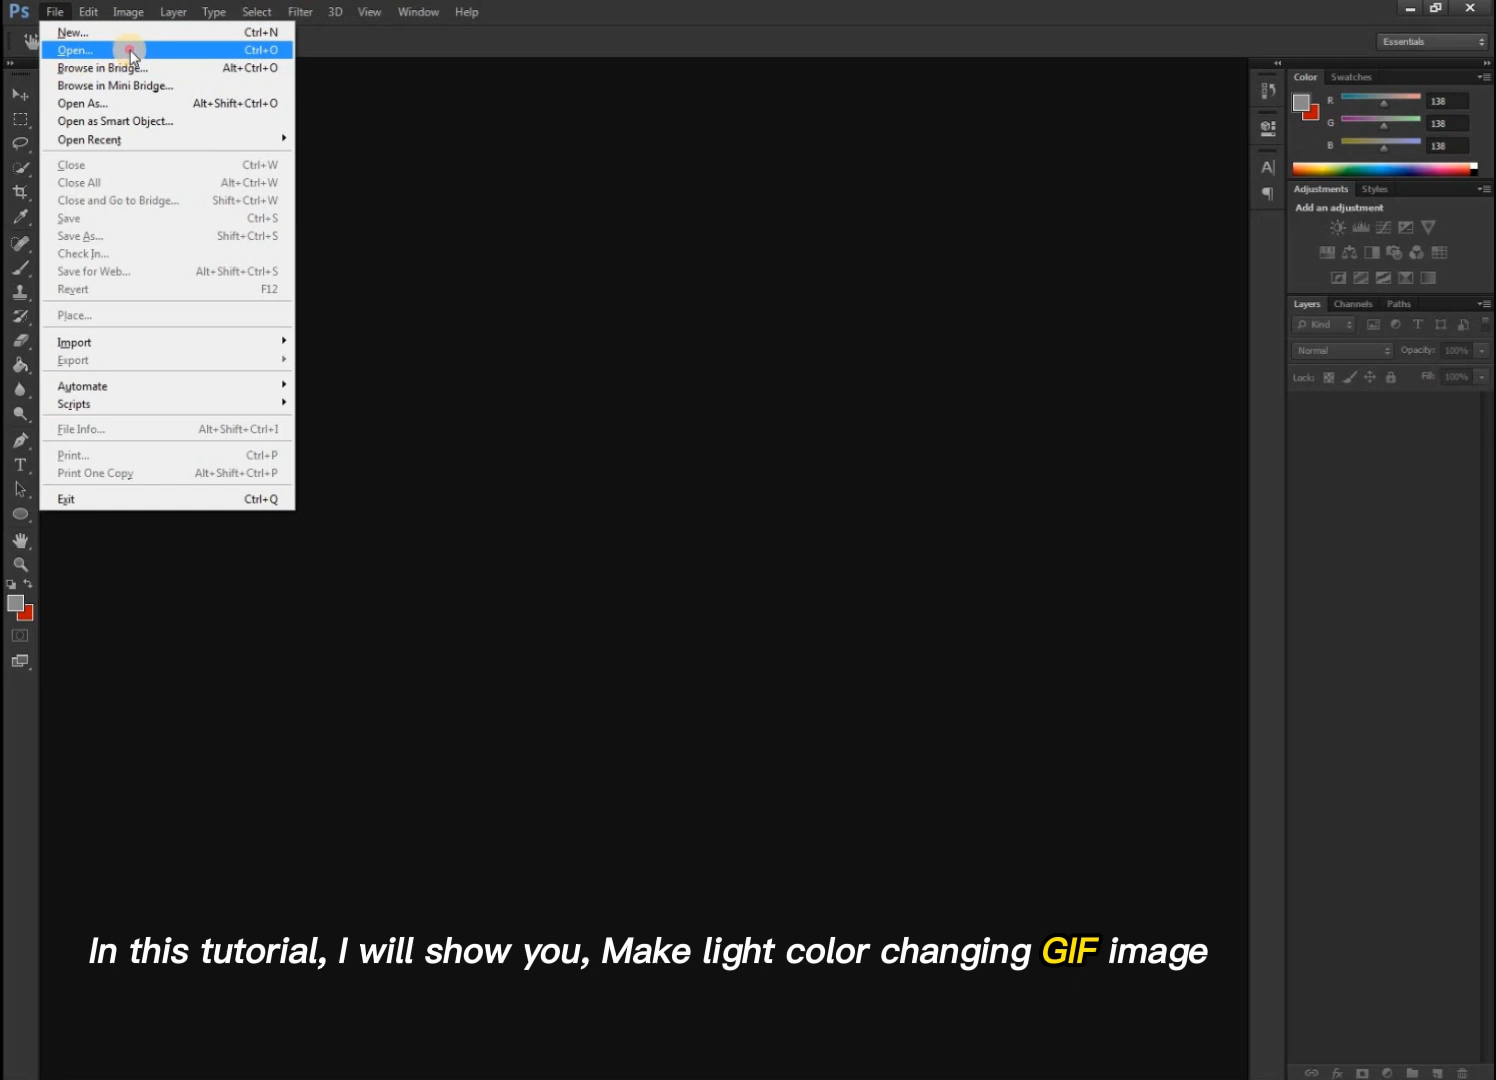 Ps File Edit Image Layer Type Select Filter 3D View Window Help
New... Ctrl+N
Open... Ctrl+O
Browse in Bridge... Alt+Ctrl+O
Browse in Mini Bridge...
Open As... Alt+Shift+Ctrl+O
Open as Smart Object...
Open Recent
Close Ctrl+W
Close All Alt+Ctrl+W
Close and Go to Bridge... Shift+Ctrl+W
Save Ctrl+S
Save As... Shift+Ctrl+S
Check In...
Save for Web... Alt+Shift+Ctrl+S
Revert F12
Place...
Import
Export
Automate
Scripts
File Info... Alt+Shift+Ctrl+I
Print... Ctrl+P
Print One Copy Alt+Shift+Ctrl+P
Exit Ctrl+Q
Essentials
Color Swatches
R 138
G 138
B 138
Adjustments Styles
Add an adjustment
Layers Channels Paths
Kind
Normal Opacity: 100%
Lock: Fill: 100%
In this tutorial, I will show you, Make light color changing GIF image